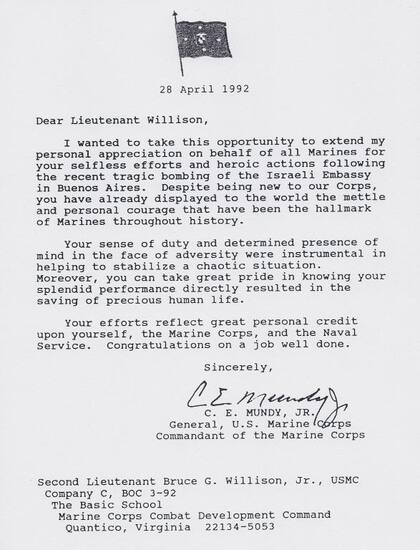 28 April 1992
Dear Lieutenant Willison,
I wanted to take this opportunity to extend my
personal appreciation on behalf of all Marines for
your selfless efforts and heroic actions following
the recent tragic bombing of the Israeli Embassy
in Buenos Aires. Despite being new to our Corps,
you have already displayed to the world the mettle
and personal courage that have been the hallmark
of Marines throughout history.
Your sense of duty and determined presence of
mind in the face of adversity were instrumental in
helping to stabilize a chaotic situation.
Moreover, you can take great pride in knowing your
splendid performance directly resulted in the
saving of precious human life.
Your efforts reflect great personal credit
upon yourself, the Marine Corps, and the Naval
Service. Congratulations on a job well done.
Sincerely,
C E Mundy Jr
C. E. MUNDY, JR.
General, U.S. Marine Corps
Commandant of the Marine Corps
Second Lieutenant Bruce G. Willison, Jr., USMC
Company C, BOC 3-92
The Basic School
Marine Corps Combat Development Command
Quantico, Virginia 22134-5053